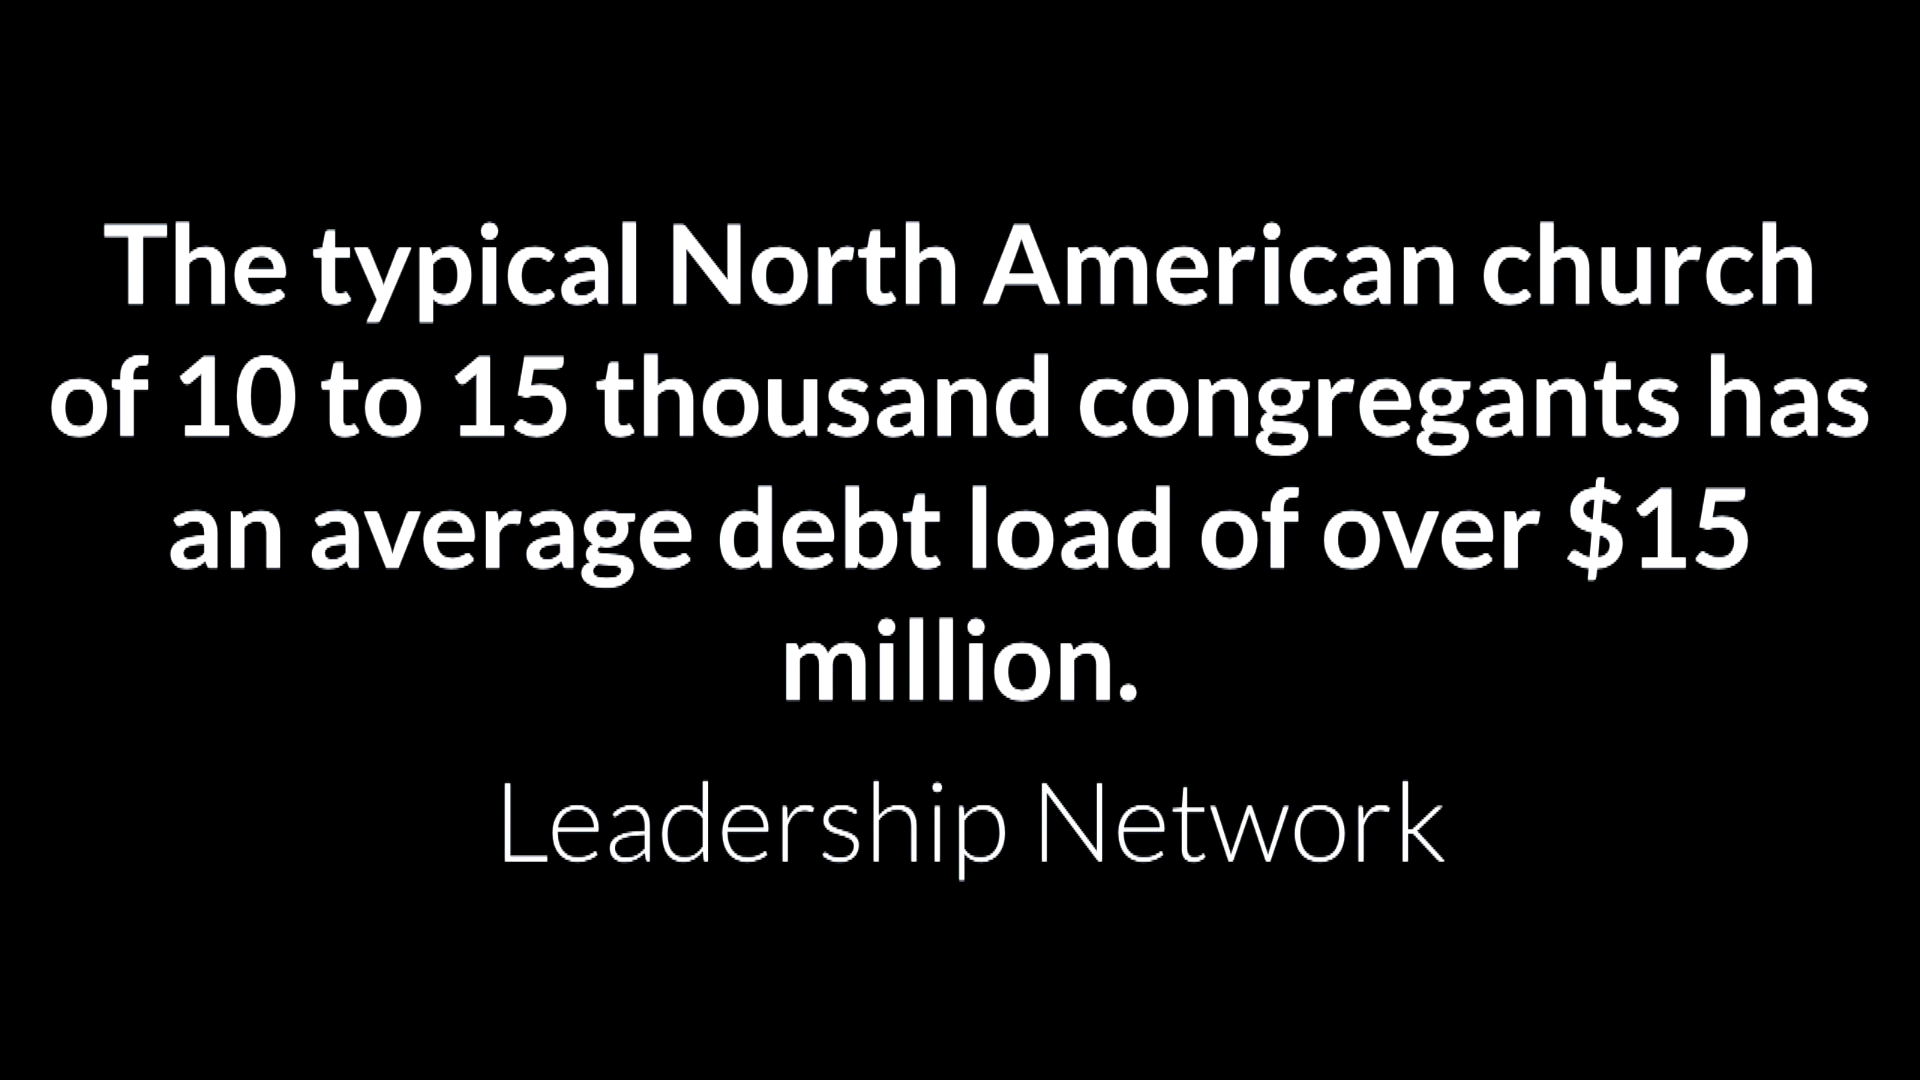 The typical North American church
of 10 to 15 thousand congregants has
an average debt load of over $15
million.
Leadership Network